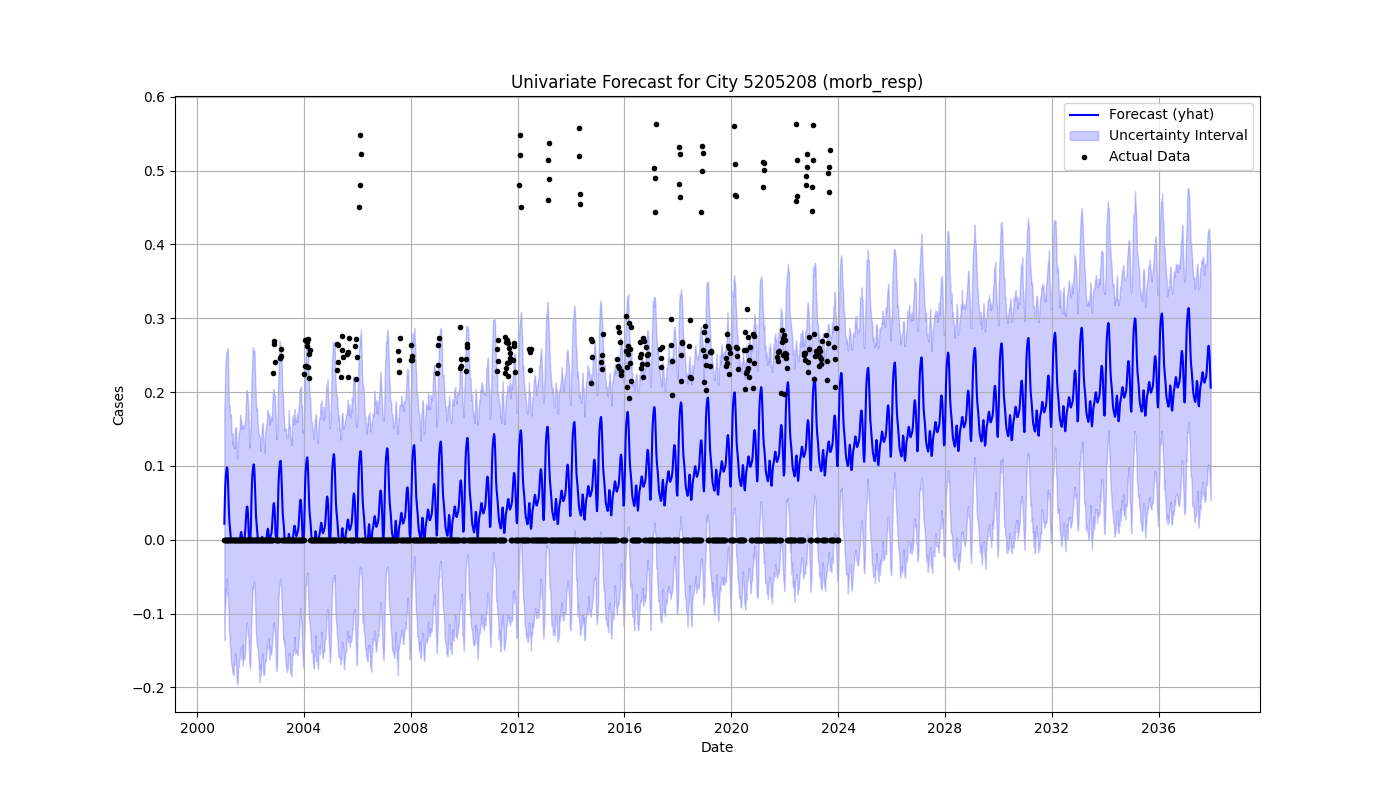 Univariate Forecast for City 5205208 (morb_resp)
Forecast (yhat)
Uncertainty Interval
Actual Data
Cases
0.6
0.5
0.4
0.3
0.2
0.1
0.0
−0.1
−0.2
2000 2004 2008 2012 2016 2020 2024 2028 2032 2036
Date